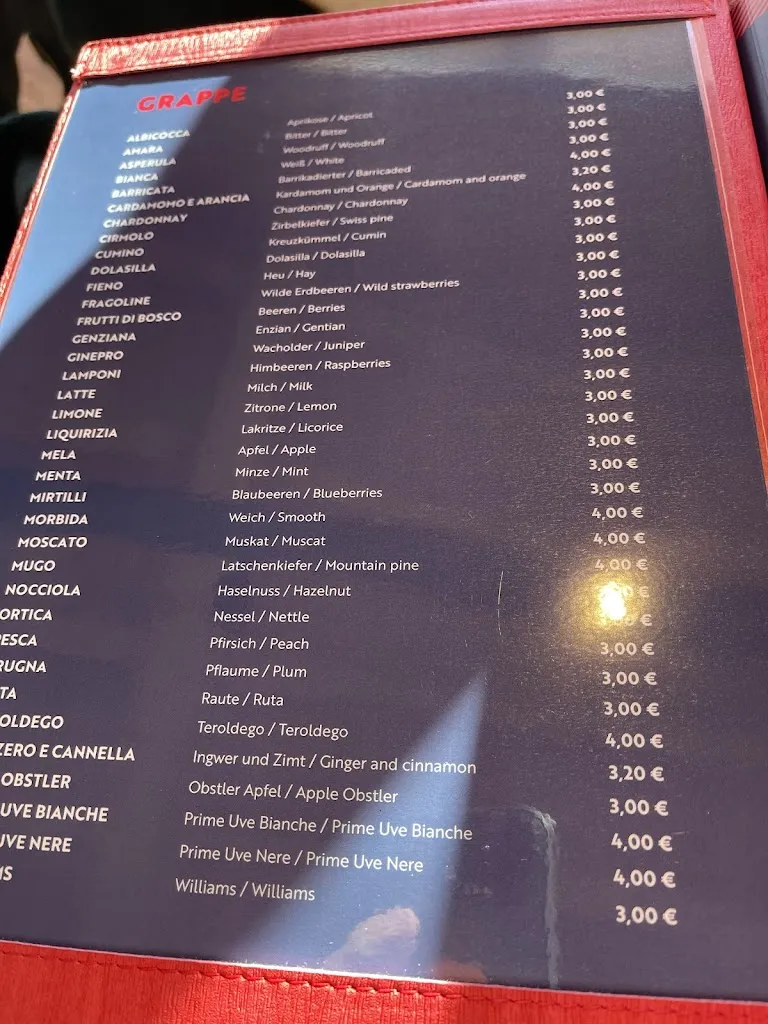 GRAPPE
ALBICOCCA Aprikose / Apricot 3,00 €
AMARA Bitter / Bitter 3,00 €
ASPERULA Woodruff / Woodruff 3,00 €
BIANCA Weiß / White 3,00 €
BARRICATA Barrikadierter / Barricaded 4,00 €
CARDAMOMO E ARANCIA Kardamom und Orange / Cardamom and orange 3,20 €
CHARDONNAY Chardonnay / Chardonnay 4,00 €
CIRMOLO Zirbelkiefer / Swiss pine 3,00 €
CUMINO Kreuzkümmel / Cumin 3,00 €
DOLASILLA Dolasilla / Dolasilla 3,00 €
FIENO Heu / Hay 3,00 €
FRAGOLINE Wilde Erdbeeren / Wild strawberries 3,00 €
FRUTTI DI BOSCO Beeren / Berries 3,00 €
GENZIANA Enzian / Gentian 3,00 €
GINEPRO Wacholder / Juniper 3,00 €
LAMPONI Himbeeren / Raspberries 3,00 €
LATTE Milch / Milk 3,00 €
LIMONE Zitrone / Lemon 3,00 €
LIQUIRIZIA Lakritze / Licorice 3,00 €
MELA Apfel / Apple 3,00 €
MENTA Minze / Mint 3,00 €
MIRTILLI Blaubeeren / Blueberries 3,00 €
MORBIDA Weich / Smooth 4,00 €
MOSCATO Muskat / Muscat 4,00 €
MUGO Latschenkiefer / Mountain pine 4,00 €
NOCCIOLA Haselnuss / Hazelnut €
ORTICA Nessel / Nettle €
ESCA Pfirsich / Peach 3,00 €
RUGNA Pflaume / Plum 3,00 €
TA Raute / Ruta 3,00 €
OLDEGO Teroldego / Teroldego 4,00 €
ZERO E CANNELLA Ingwer und Zimt / Ginger and cinnamon 3,20 €
OBSTLER Obstler Apfel / Apple Obstler 3,00 €
UVE BIANCHE Prime Uve Bianche / Prime Uve Bianche 4,00 €
UVE NERE Prime Uve Nere / Prime Uve Nere 4,00 €
MS Williams / Williams 3,00 €